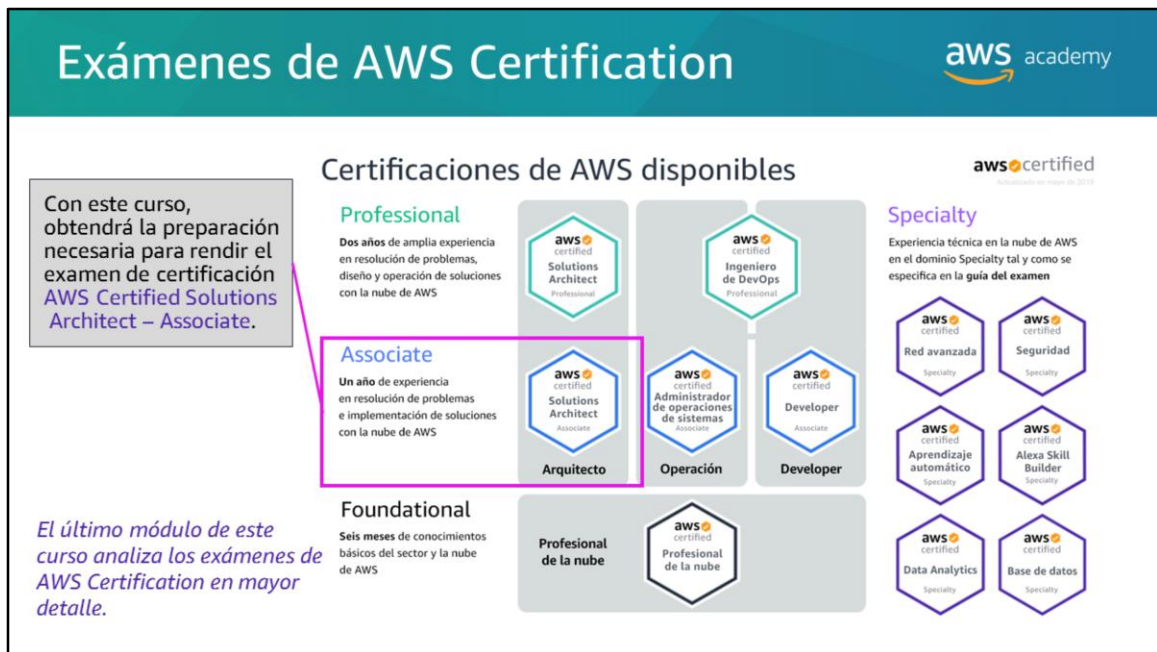 Exámenes de AWS Certification
aws academy
Certificaciones de AWS disponibles
aws certified
Actualizado en mayo de 2019
Con este curso,
obtendrá la preparación
necesaria para rendir el
examen de certificación
AWS Certified Solutions
Architect – Associate.
Professional
Dos años de amplia experiencia
en resolución de problemas,
diseño y operación de soluciones
con la nube de AWS
aws
certified
Solutions
Architect
Professional
aws
certified
Ingeniero
de DevOps
Professional
Associate
Un año de experiencia
en resolución de problemas
e implementación de soluciones
con la nube de AWS
aws
certified
Solutions
Architect
Associate
Arquitecto
aws
certified
Administrador
de operaciones
de sistemas
Associate
Operación
aws
certified
Developer
Associate
Developer
Foundational
Seis meses de conocimientos
básicos del sector y la nube
de AWS
Profesional
de la nube
aws
certified
Profesional
de la nube
Specialty
Experiencia técnica en la nube de AWS
en el dominio Specialty tal y como se
especifica en la guía del examen
aws
certified
Red avanzada
Specialty
aws
certified
Seguridad
Specialty
aws
certified
Aprendizaje
automático
Specialty
aws
certified
Alexa Skill
Builder
Specialty
aws
certified
Data Analytics
Specialty
aws
certified
Base de datos
Specialty
El último módulo de este
curso analiza los exámenes de
AWS Certification en mayor
detalle.